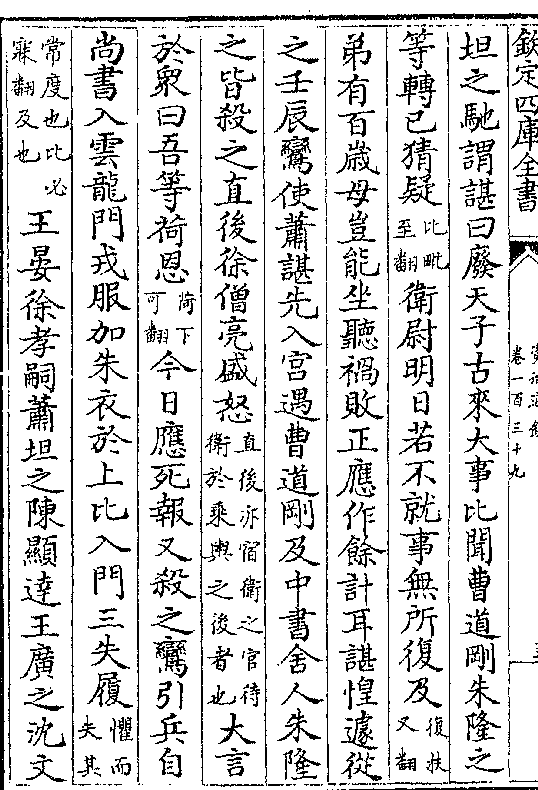 欽定四庫全書
卷一百三十九
坦之馳謂諶曰廢天子古來大事比聞曹道剛朱隆之
等轉已猜疑比毗至翻衛尉明日若不就事無所復及復扶又翻
弟有百歲母豈能坐聽禍敗正應作餘計耳諶惶遽從
之壬辰鸞使蕭諶先入宫遇曹道剛及中書舍人朱隆
之皆殺之直後徐僧亮盛怒直後亦宿衛之官侍衛於乘輿之後者也大言
於衆曰吾等荷恩荷下可翻今日應死報又殺之鸞引兵自
尚書入雲龍門戎服加朱衣於上比入門三失履懼而失其
常度也比必寐翻及也王晏徐孝嗣蕭坦之陳顯達王廣之沈文